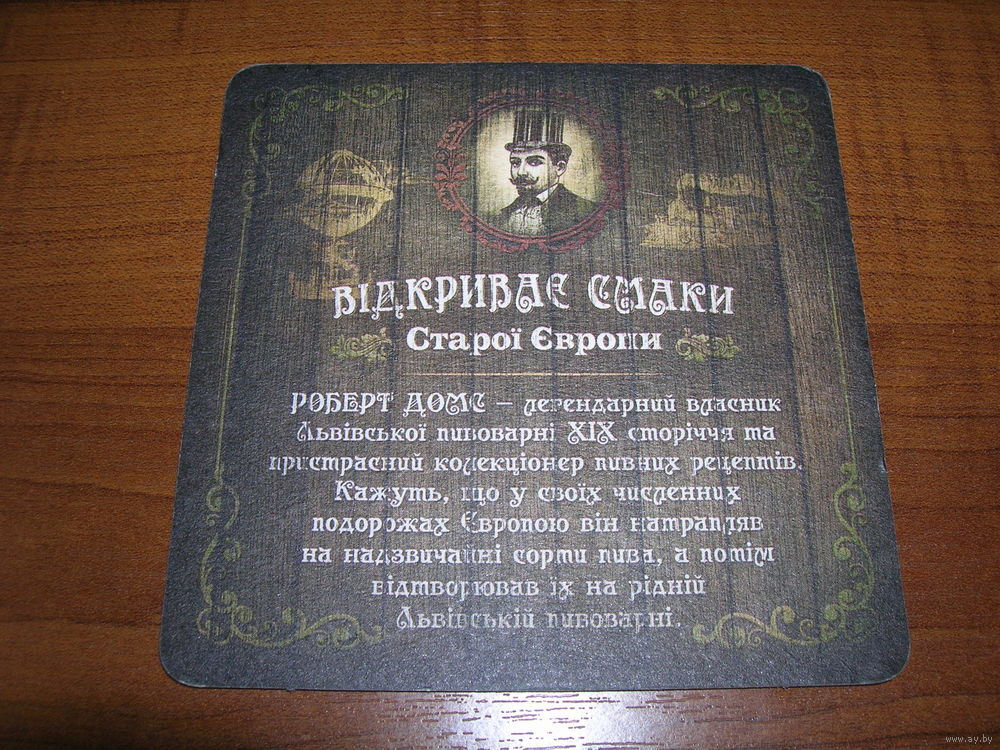 ВІДКРИВАЄ СМАКИ
Старої Європи
РОБЕРТ ДОМС – легендарний власник
Львівської пивоварні XIX сторіччя та
пристрасний колекціонер пивних рецептів.
Кажуть, що у своїх численних
подорожах Європою він натрапляв
на надзвичайні сорти пива, а потім
відтворював їх на рідній
Львівській пивоварні.
www.ay.by